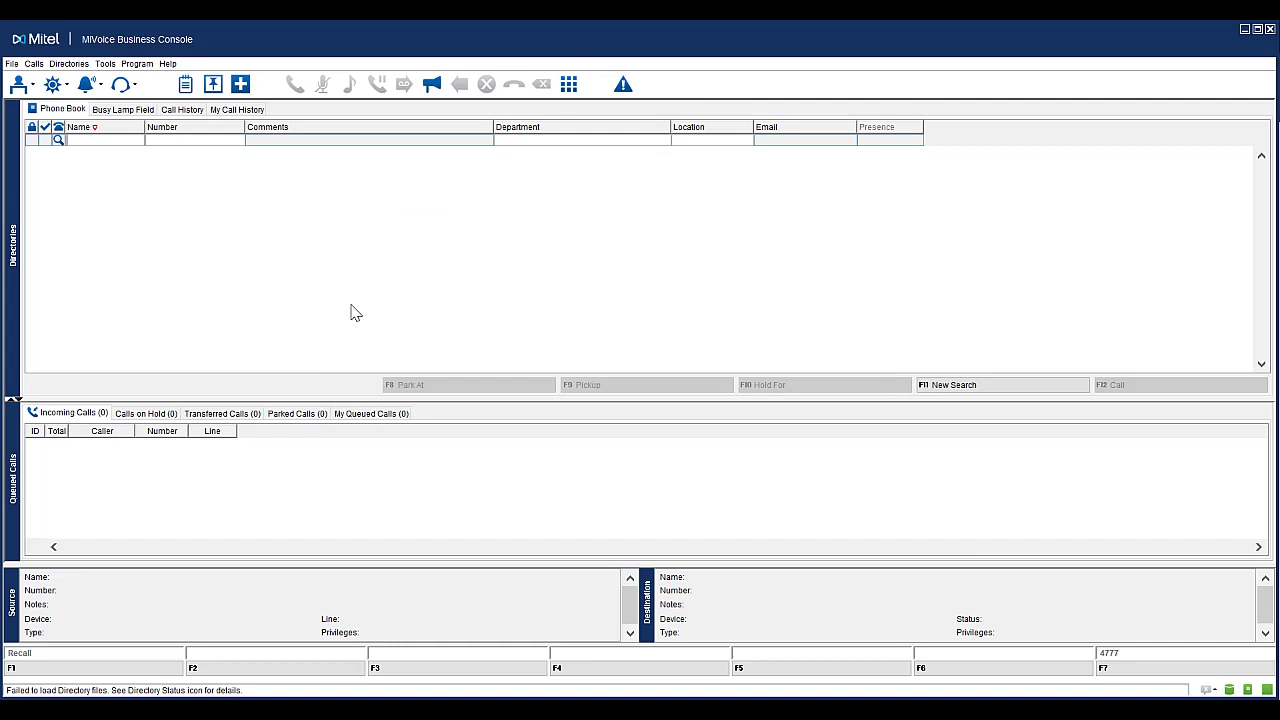 Mitel | MiVoice Business Console
File Calls Directories Tools Program Help
Phone Book Busy Lamp Field Call History My Call History
Name Number Comments Department Location Email Presence
Directories
F8 Park At F9 Pickup F10 Hold For F11 New Search F12 Call
Incoming Calls (0) Calls on Hold (0) Transferred Calls (0) Parked Calls (0) My Queued Calls (0)
ID Total Caller Number Line
Queued Calls
Source
Name:
Number:
Notes:
Device: Line:
Type: Privileges:
Destination
Name:
Number:
Notes:
Device: Status:
Type: Privileges:
Recall 4777
F1 F2 F3 F4 F5 F6 F7
Failed to load Directory files. See Directory Status icon for details.